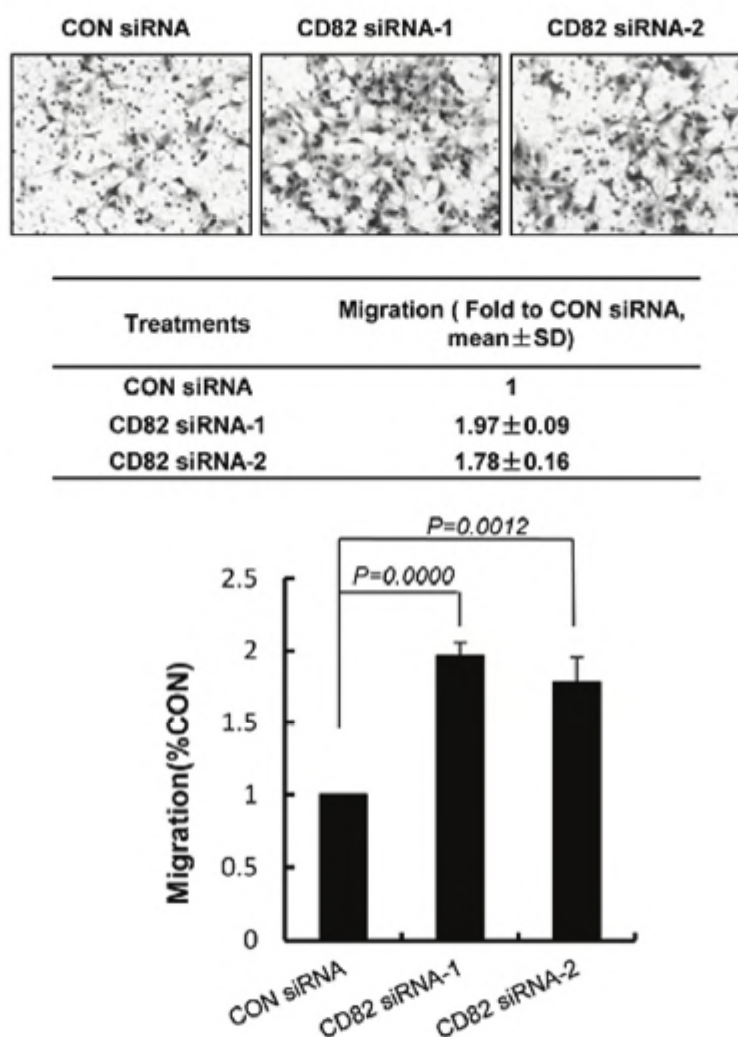 CON siRNA CD82 siRNA-1 CD82 siRNA-2
Treatments Migration ( Fold to CON siRNA, mean±SD)
CON siRNA 1
CD82 siRNA-1 1.97±0.09
CD82 siRNA-2 1.78±0.16
P=0.0012
P=0.0000
2.5
2
1.5
1
0.5
0
Migration(%CON)
CON siRNA
CD82 siRNA-1
CD82 siRNA-2